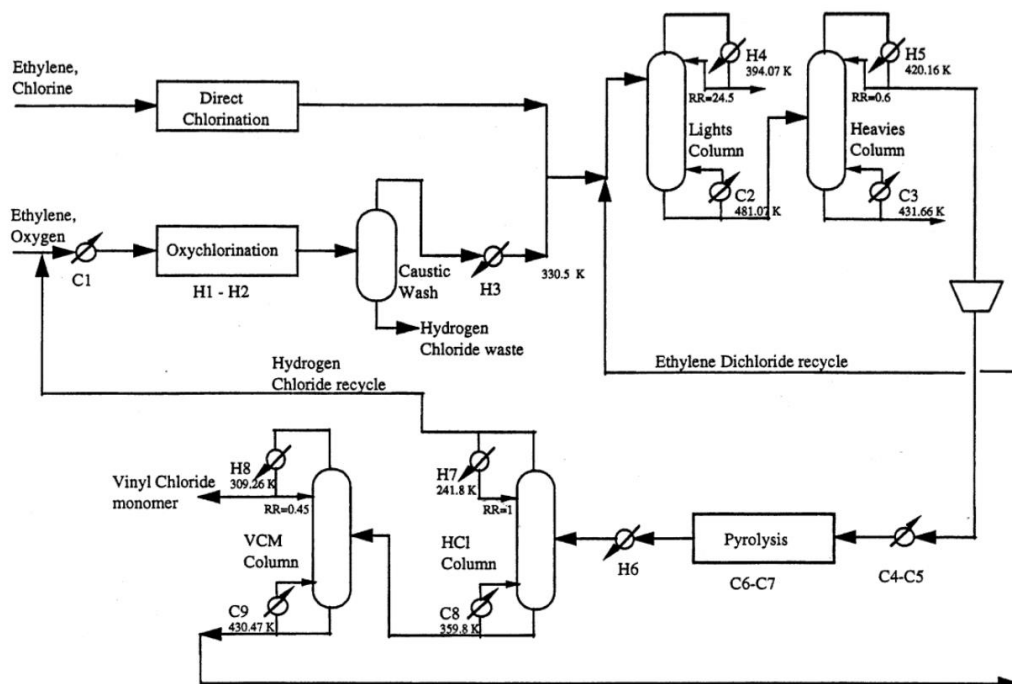 Ethylene,
Chlorine
Direct
Chlorination
H4
394.07 K
RR=24.5
Lights
Column
C2
481.07 K
H5
420.16 K
RR=0.6
Heavies
Column
C3
431.66 K
Ethylene,
Oxygen
C1
Oxychlorination
H1 - H2
Caustic
Wash
H3
330.5 K
Hydrogen
Chloride waste
Hydrogen
Chloride recycle
Ethylene Dichloride recycle
H8
309.26 K
Vinyl Chloride
monomer
RR=0.45
VCM
Column
C9
430.47 K
H7
241.8 K
RR=1
HCl
Column
C8
359.8 K
H6
Pyrolysis
C6-C7
C4-C5